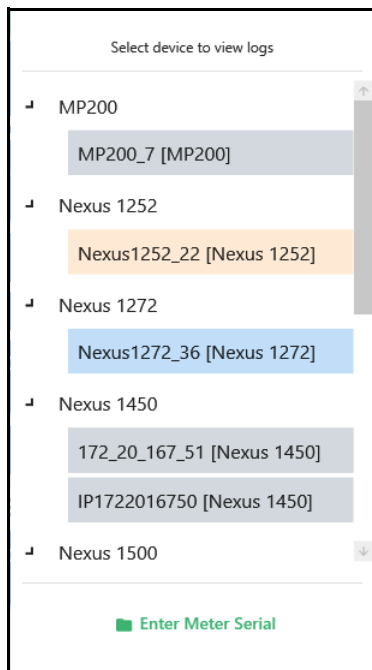 Select device to view logs
MP200
MP200_7 [MP200]
Nexus 1252
Nexus1252_22 [Nexus 1252]
Nexus 1272
Nexus1272_36 [Nexus 1272]
Nexus 1450
172_20_167_51 [Nexus 1450]
IP1722016750 [Nexus 1450]
Nexus 1500
Enter Meter Serial